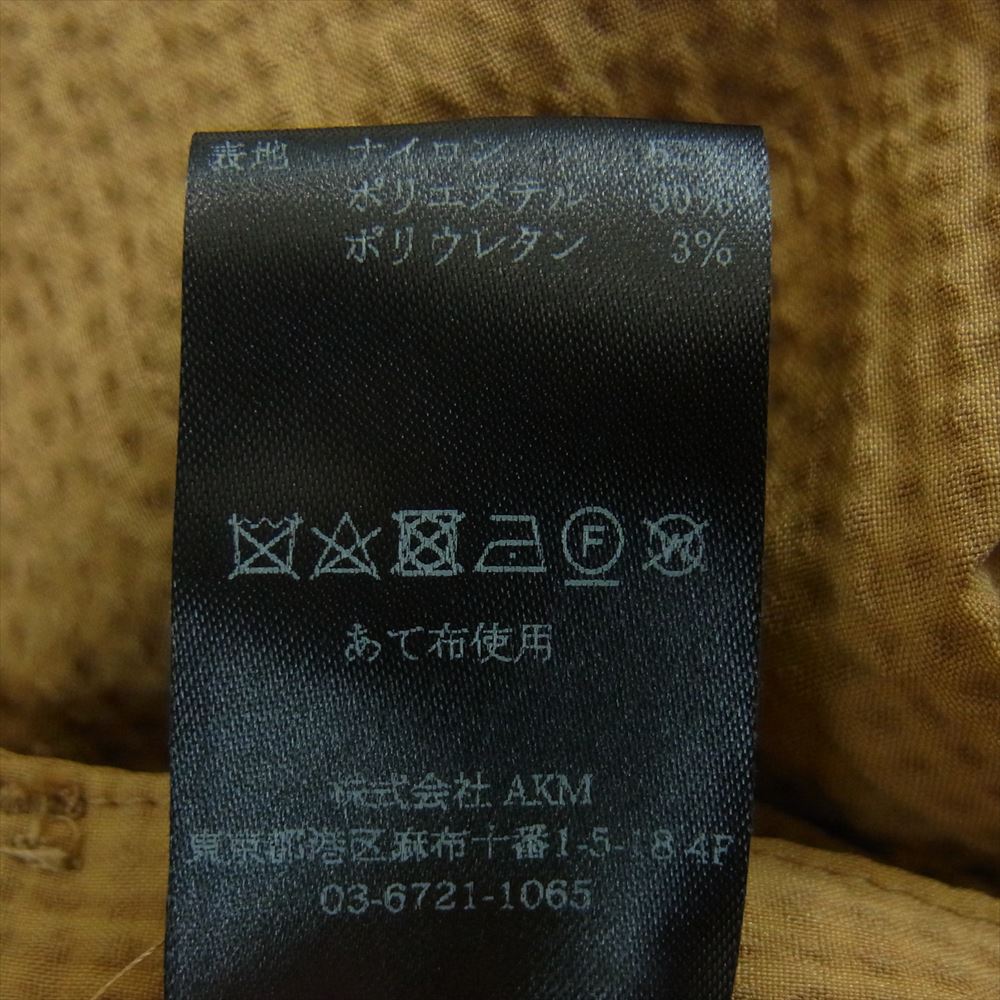 表地 ナイロン
ポリエステル
ポリウレタン 3%
F
W
あて布使用
株式会社 AKM
東京都港区麻布十番1-5-18 4F
03-6721-1065